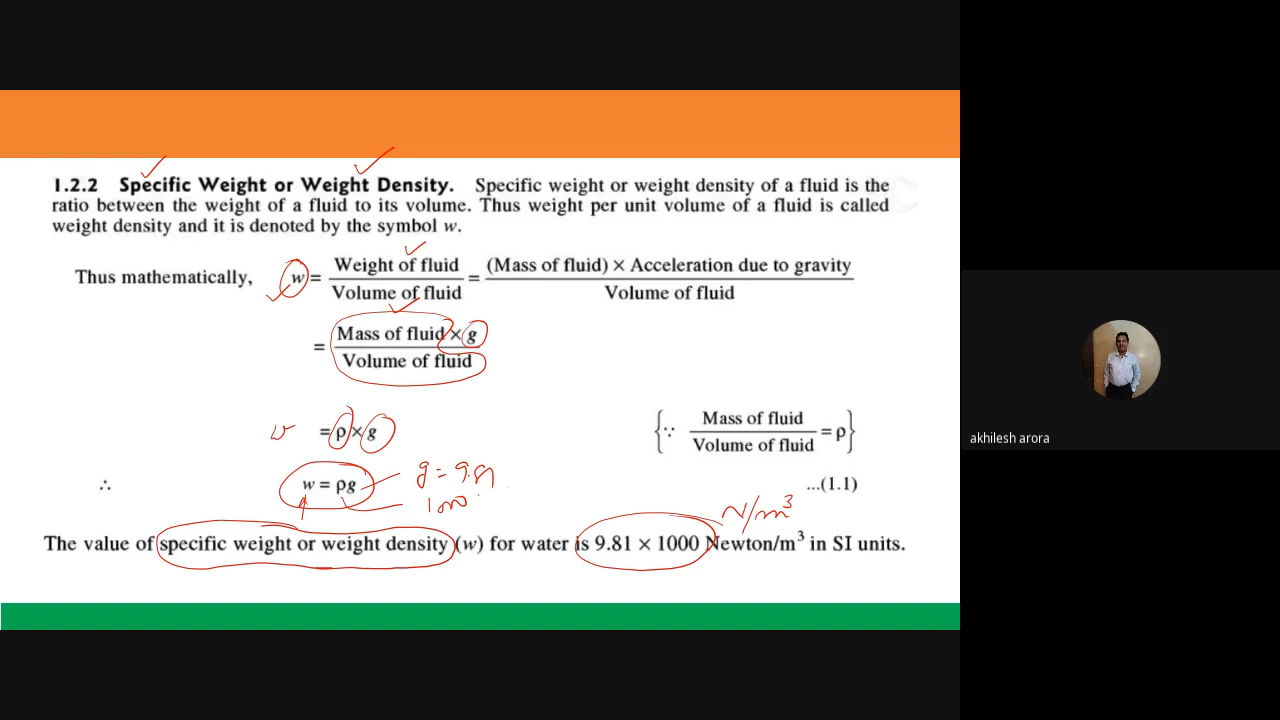 1.2.2 Specific Weight or Weight Density. Specific weight or weight density of a fluid is the
ratio between the weight of a fluid to its volume. Thus weight per unit volume of a fluid is called
weight density and it is denoted by the symbol w.
Thus mathematically, w = Weight of fluid / Volume of fluid = (Mass of fluid) × Acceleration due to gravity / Volume of fluid
= Mass of fluid × g / Volume of fluid
w = ρ × g {∵ Mass of fluid / Volume of fluid = ρ}
∴ w = ρg ...(1.1)
g = 9.81
1000
N/m³
The value of specific weight or weight density (w) for water is 9.81 × 1000 Newton/m³ in SI units.
akhilesh arora